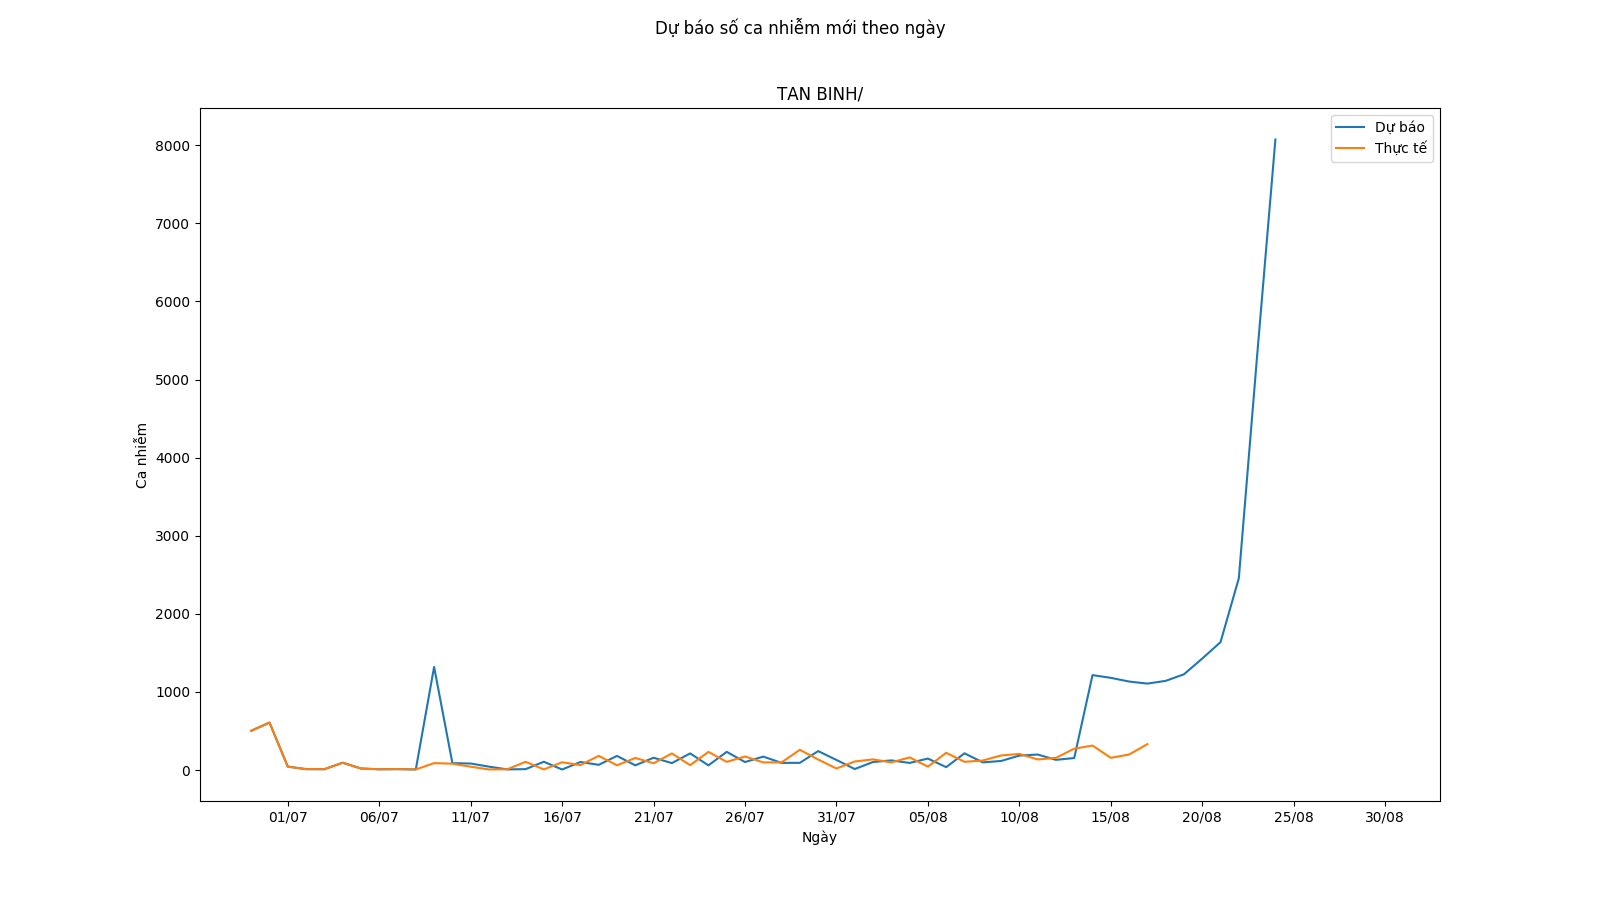 Dự báo số ca nhiễm mới theo ngày
TAN BINH/
Dự báo
Thực tế
8000
7000
6000
5000
4000
3000
2000
1000
0
Ca nhiễm
01/07 06/07 11/07 16/07 21/07 26/07 31/07 05/08 10/08 15/08 20/08 25/08 30/08
Ngày